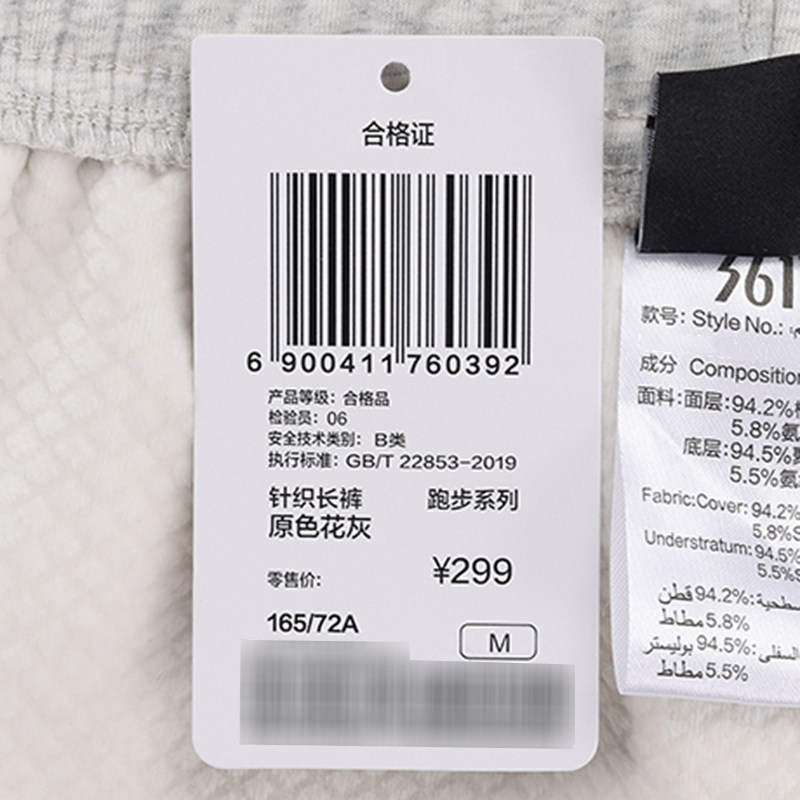 合格证
6 900411 760392
产品等级: 合格品
检验员: 06
安全技术类别: B类
执行标准: GB/T 22853-2019
针织长裤 跑步系列
原色花灰
零售价: ¥299
165/72A M
361
款号: Style No.:
成分 Composition
面料:面层:94.2%
5.8%氨
底层:94.5%
5.5%氨
Fabric:Cover: 94.2%
5.8%S
Understratum: 94.5%
5.5%S
94.2%: قطن
5.8% مطاط
السفلى: 94.5% بوليستر
5.5% مطاط